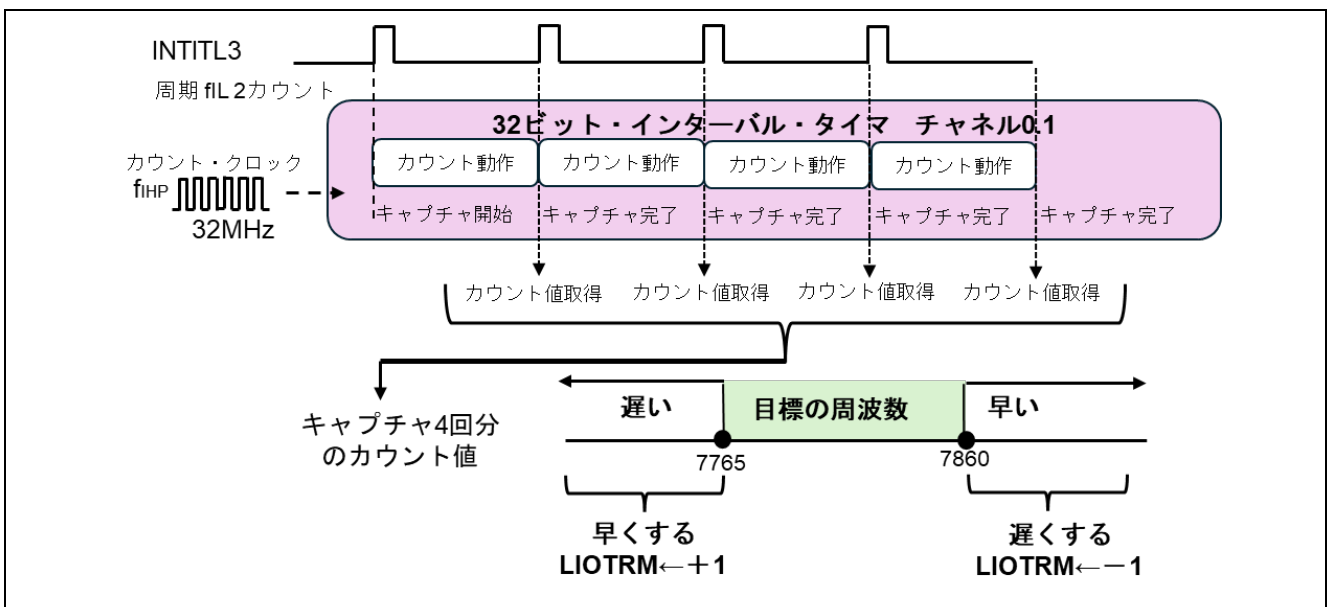 INTITL3
周期 fIL 2カウント
32ビット・インターバル・タイマ チャネル0.1
カウント・クロック
fIHP
32MHz
カウント動作 カウント動作 カウント動作 カウント動作
キャプチャ開始 キャプチャ完了 キャプチャ完了 キャプチャ完了 キャプチャ完了
カウント値取得 カウント値取得 カウント値取得 カウント値取得
キャプチャ4回分
のカウント値
遅い 目標の周波数 早い
7765 7860
早くする
LIOTRM←＋1
遅くする
LIOTRM←－1